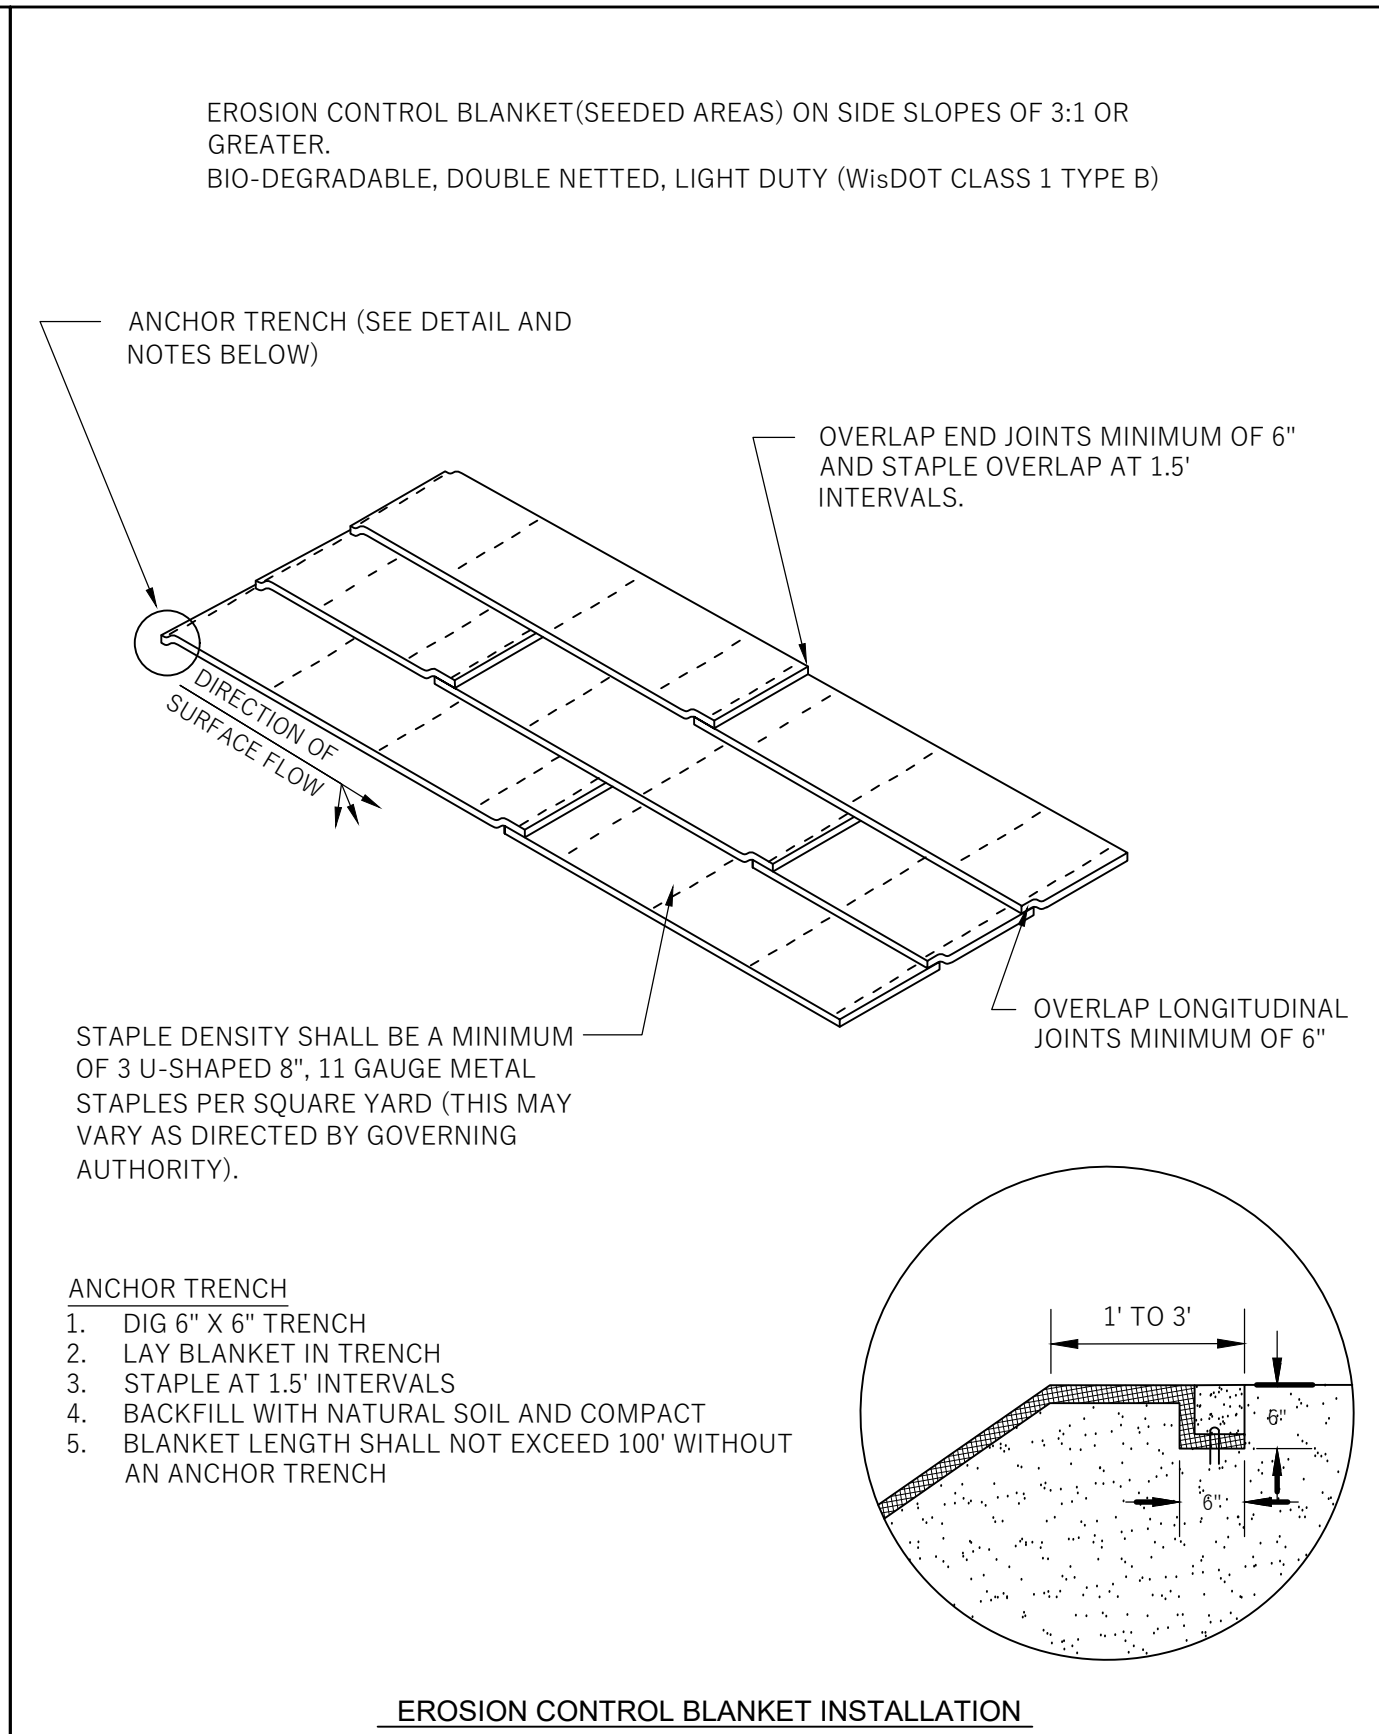 EROSION CONTROL BLANKET(SEEDED AREAS) ON SIDE SLOPES OF 3:1 OR
GREATER.
BIO-DEGRADABLE, DOUBLE NETTED, LIGHT DUTY (WisDOT CLASS 1 TYPE B)
ANCHOR TRENCH (SEE DETAIL AND
NOTES BELOW)
OVERLAP END JOINTS MINIMUM OF 6"
AND STAPLE OVERLAP AT 1.5'
INTERVALS.
DIRECTION OF
SURFACE FLOW
OVERLAP LONGITUDINAL
JOINTS MINIMUM OF 6"
STAPLE DENSITY SHALL BE A MINIMUM
OF 3 U-SHAPED 8", 11 GAUGE METAL
STAPLES PER SQUARE YARD (THIS MAY
VARY AS DIRECTED BY GOVERNING
AUTHORITY).
ANCHOR TRENCH
1. DIG 6" X 6" TRENCH
2. LAY BLANKET IN TRENCH
3. STAPLE AT 1.5' INTERVALS
4. BACKFILL WITH NATURAL SOIL AND COMPACT
5. BLANKET LENGTH SHALL NOT EXCEED 100' WITHOUT
AN ANCHOR TRENCH
1' TO 3'
6"
6"
EROSION CONTROL BLANKET INSTALLATION